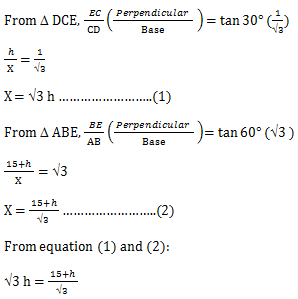 From Δ DCE, EC/CD (Perpendicular/Base) = tan 30° (1/√3)
h/X = 1/√3
X = √3 h ............................(1)
From Δ ABE, BE/AB (Perpendicular/Base) = tan 60° (√3 )
15+h/X = √3
X = 15+h/√3 ............................(2)
From equation (1) and (2):
√3 h = 15+h/√3